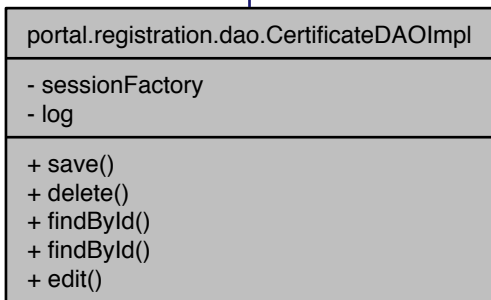 portal.registration.dao.CertificateDAOImpl
- sessionFactory
- log
+ save()
+ delete()
+ findById()
+ findById()
+ edit()